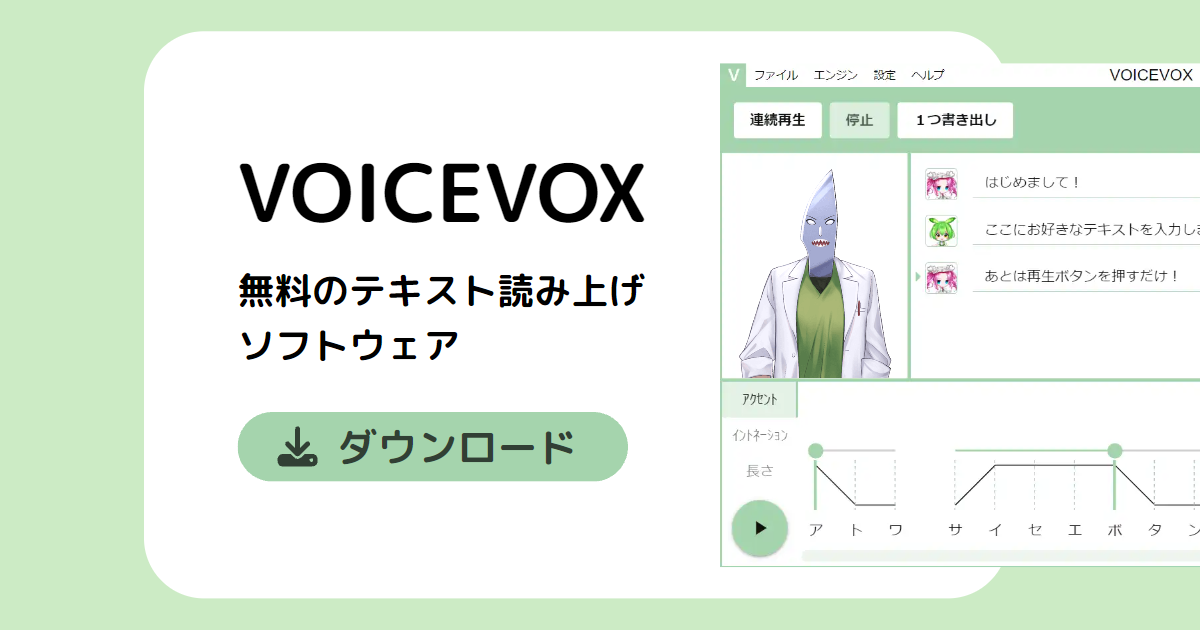 VOICEVOX
無料のテキスト読み上げ
ソフトウェア
ダウンロード
V ファイル エンジン 設定 ヘルプ VOICEVOX
連続再生 停止 1つ書き出し
はじめまして！
ここにお好きなテキストを入力しま
あとは再生ボタンを押すだけ！
アクセント
イントネーション
長さ
ア ト ワ サ イ セ エ ボ タ ン